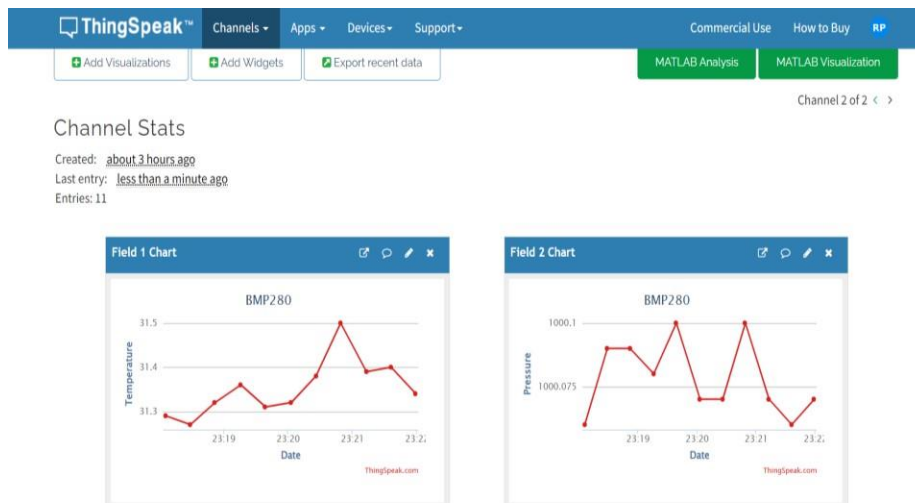 ThingSpeak™ Channels Apps Devices Support Commercial Use How to Buy RP
Add Visualizations Add Widgets Export recent data MATLAB Analysis MATLAB Visualization
Channel 2 of 2 < >
Channel Stats
Created: about 3 hours ago
Last entry: less than a minute ago
Entries: 11
Field 1 Chart
BMP280
31.5
31.4
31.3
Temperature
23:19 23:20 23:21 23:2
Date
ThingSpeak.com
Field 2 Chart
BMP280
1000.1
1000.075
Pressure
23:19 23:20 23:21 23:2
Date
ThingSpeak.com